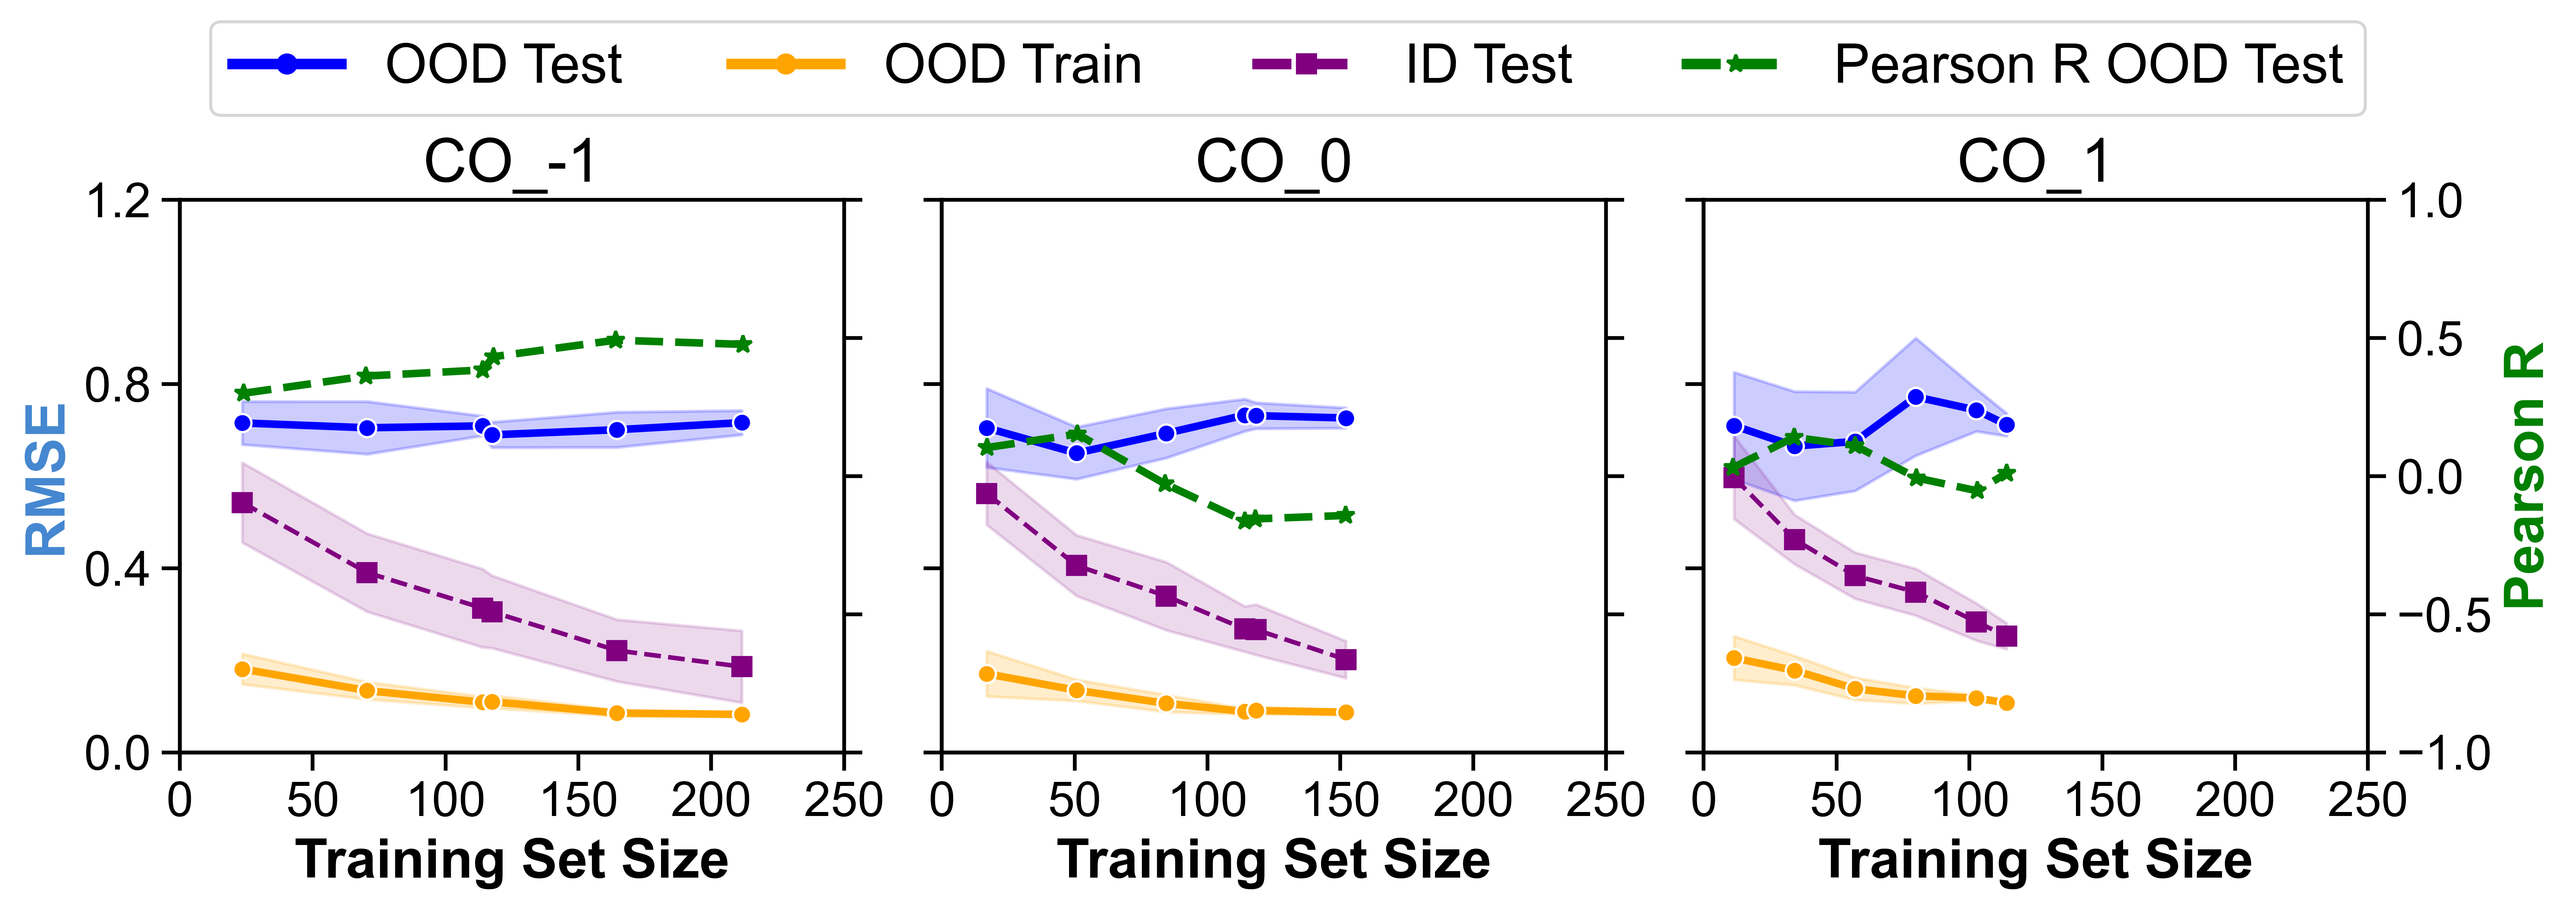 OOD Test OOD Train ID Test Pearson R OOD Test
CO_-1 CO_0 CO_1
1.2
0.8
0.4
0.0
RMSE
1.0
0.5
0.0
−0.5
−1.0
Pearson R
0 50 100 150 200 250
0 50 100 150 200 250
0 50 100 150 200 250
Training Set Size Training Set Size Training Set Size